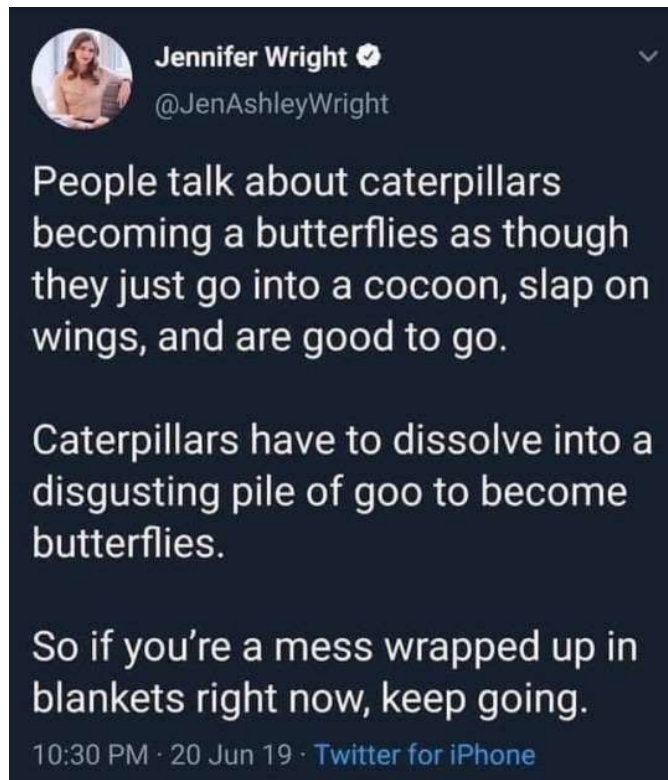 Jennifer Wright
@JenAshleyWright
People talk about caterpillars
becoming a butterflies as though
they just go into a cocoon, slap on
wings, and are good to go.
Caterpillars have to dissolve into a
disgusting pile of goo to become
butterflies.
So if you're a mess wrapped up in
blankets right now, keep going.
10:30 PM · 20 Jun 19 · Twitter for iPhone